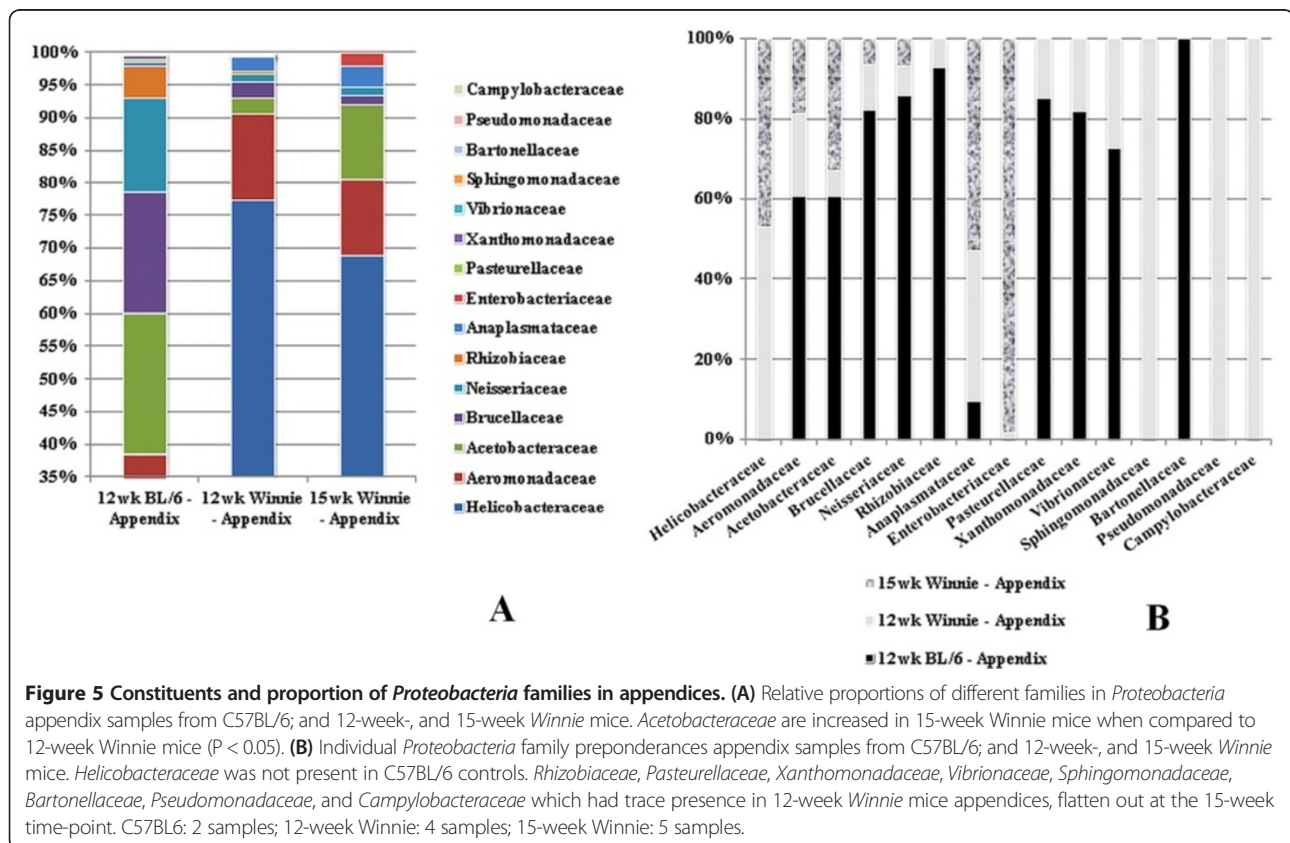 100%
95%
90%
85%
80%
75%
70%
65%
60%
55%
50%
45%
40%
35%
12wk BL/6 -
Appendix
12wk Winnie
- Appendix
15wk Winnie
- Appendix
Campylobacteraceae
Pseudomonadaceae
Bartonellaceae
Sphingomonadaceae
Vibrionaceae
Xanthomonadaceae
Pasteurellaceae
Enterobacteriaceae
Anaplasmataceae
Rhizobiaceae
Neisseriaceae
Brucellaceae
Acetobacteraceae
Aeromonadaceae
Helicobacteraceae
A
100%
80%
60%
40%
20%
0%
Helicobacteraceae
Aeromonadaceae
Acetobacteraceae
Brucellaceae
Neisseriaceae
Rhizobiaceae
Anaplasmataceae
Enterobacteriaceae
Pasteurellaceae
Xanthomonadaceae
Vibrionaceae
Sphingomonadaceae
Bartonellaceae
Pseudomonadaceae
Campylobacteraceae
15wk Winnie - Appendix
12wk Winnie - Appendix
12wk BL/6 - Appendix
B
Figure 5 Constituents and proportion of Proteobacteria families in appendices. (A) Relative proportions of different families in Proteobacteria
appendix samples from C57BL/6; and 12-week-, and 15-week Winnie mice. Acetobacteraceae are increased in 15-week Winnie mice when compared to
12-week Winnie mice (P < 0.05). (B) Individual Proteobacteria family preponderances appendix samples from C57BL/6; and 12-week-, and 15-week Winnie
mice. Helicobacteraceae was not present in C57BL/6 controls. Rhizobiaceae, Pasteurellaceae, Xanthomonadaceae, Vibrionaceae, Sphingomonadaceae,
Bartonellaceae, Pseudomonadaceae, and Campylobacteraceae which had trace presence in 12-week Winnie mice appendices, flatten out at the 15-week
time-point. C57BL6: 2 samples; 12-week Winnie: 4 samples; 15-week Winnie: 5 samples.